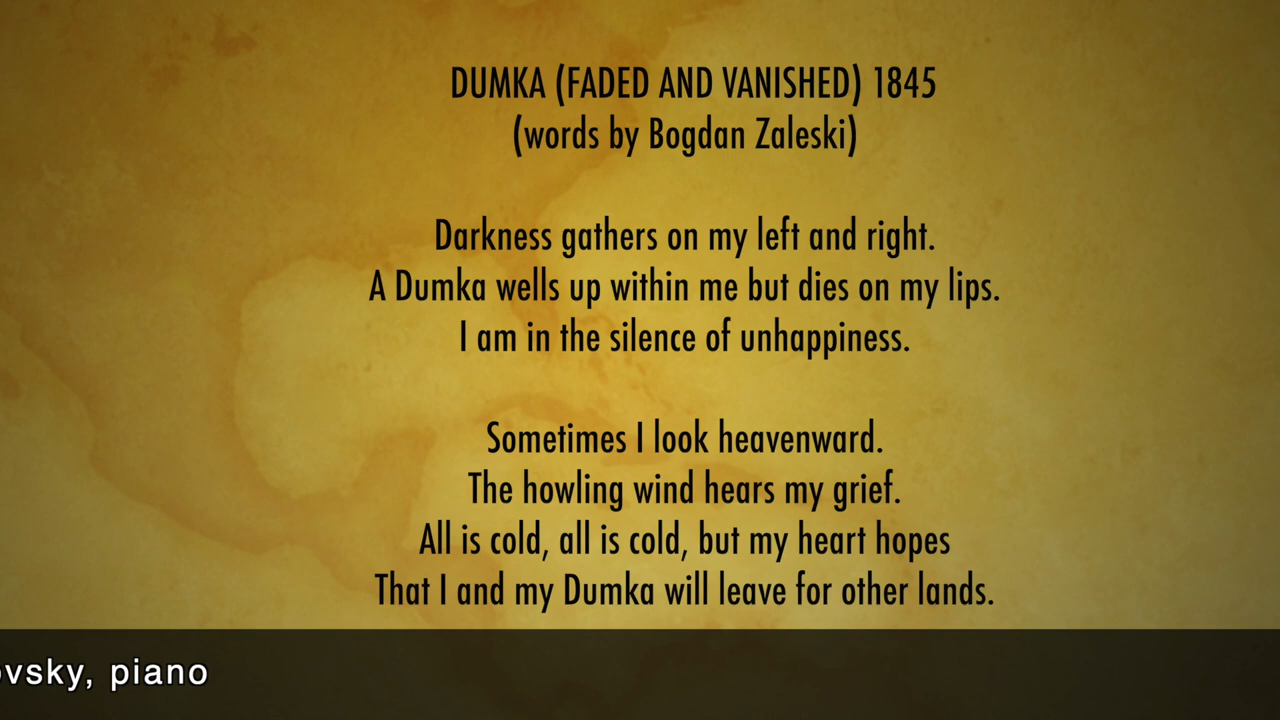 DUMKA (FADED AND VANISHED) 1845
(words by Bogdan Zaleski)
Darkness gathers on my left and right.
A Dumka wells up within me but dies on my lips.
I am in the silence of unhappiness.
Sometimes I look heavenward.
The howling wind hears my grief.
All is cold, all is cold, but my heart hopes
That I and my Dumka will leave for other lands.
ovsky, piano